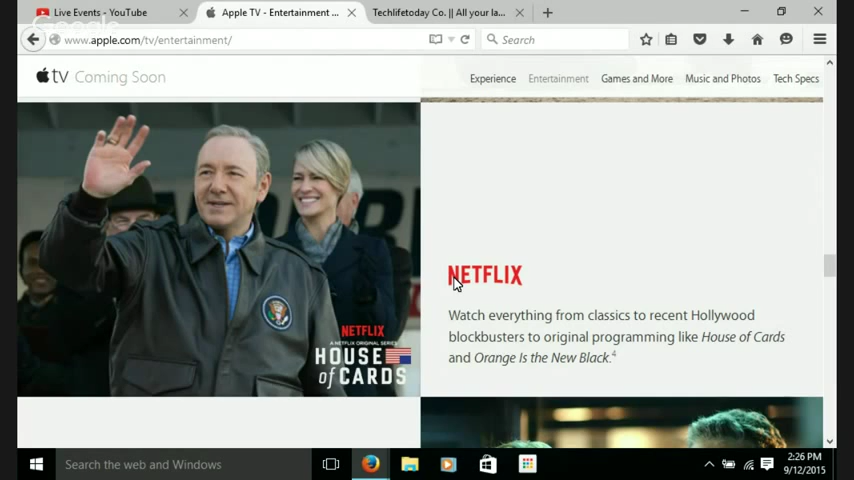 Live Events - YouTube
Apple TV - Entertainment ...
Techlifetoday Co. || All your la...
Google
www.apple.com/tv/entertainment/
Search
tv Coming Soon
Experience
Entertainment
Games and More
Music and Photos
Tech Specs
NETFLIX
A NETFLIX ORIGINAL SERIES
HOUSE
of CARDS
NETFLIX
Watch everything from classics to recent Hollywood
blockbusters to original programming like House of Cards
and Orange Is the New Black.4
Search the web and Windows
2:26 PM
9/12/2015